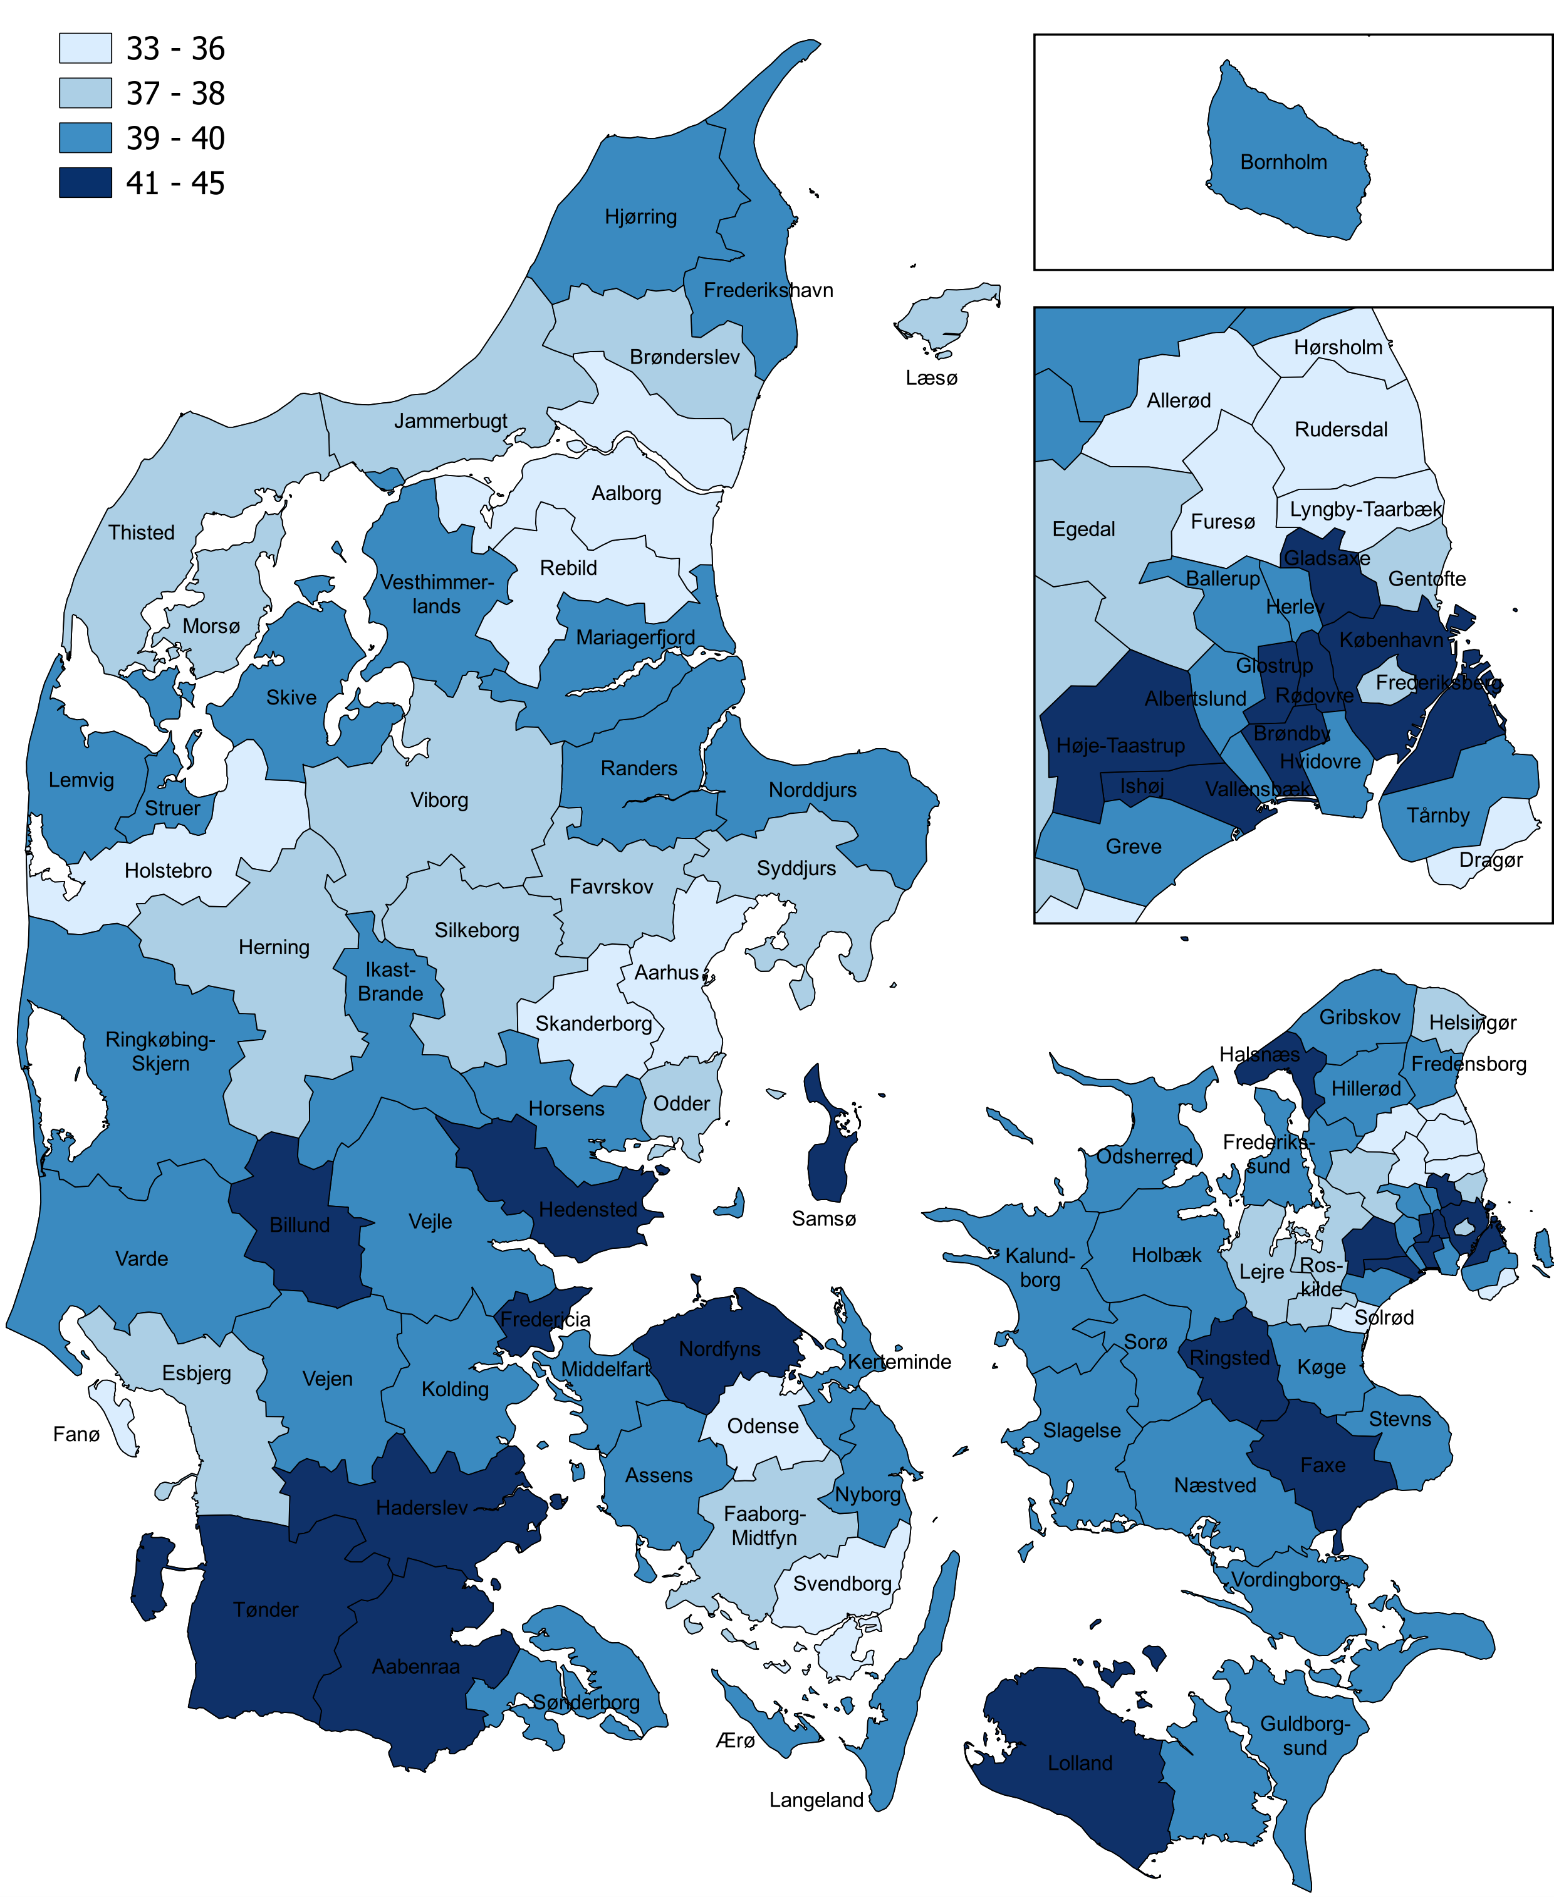 33 - 36
37 - 38
39 - 40
41 - 45
Bornholm
Hjørring
Frederikshavn
Brønderslev
Læsø
Jammerbugt
Aalborg
Thisted
Rebild
Vesthimmer-
lands
Morsø
Mariagerfjord
Skive
Lemvig
Struer
Viborg
Randers
Norddjurs
Holstebro
Favrskov
Syddjurs
Herning
Silkeborg
Ikast-
Brande
Aarhus
Skanderborg
Ringkøbing-
Skjern
Horsens
Odder
Hedensted
Samsø
Billund
Vejle
Varde
Fredericia
Esbjerg
Vejen
Kolding
Fanø
Middelfart
Nordfyns
Kerteminde
Odense
Assens
Nyborg
Faaborg-
Midtfyn
Svendborg
Haderslev
Tønder
Aabenraa
Sønderborg
Ærø
Langeland
Hørsholm
Allerød
Rudersdal
Lyngby-Taarbæk
Egedal
Furesø
Gladsaxe
Ballerup
Gentofte
Herlev
København
Glostrup
Frederiksberg
Albertslund
Rødovre
Brøndby
Høje-Taastrup
Hvidovre
Ishøj
Vallensbæk
Tårnby
Greve
Dragør
Gribskov
Helsingør
Halsnæs
Fredensborg
Hillerød
Frederiks-
sund
Odsherred
Kalund-
borg
Holbæk
Lejre
Ros-
kilde
Solrød
Sorø
Ringsted
Køge
Stevns
Slagelse
Faxe
Næstved
Vordingborg
Guldborg-
sund
Lolland